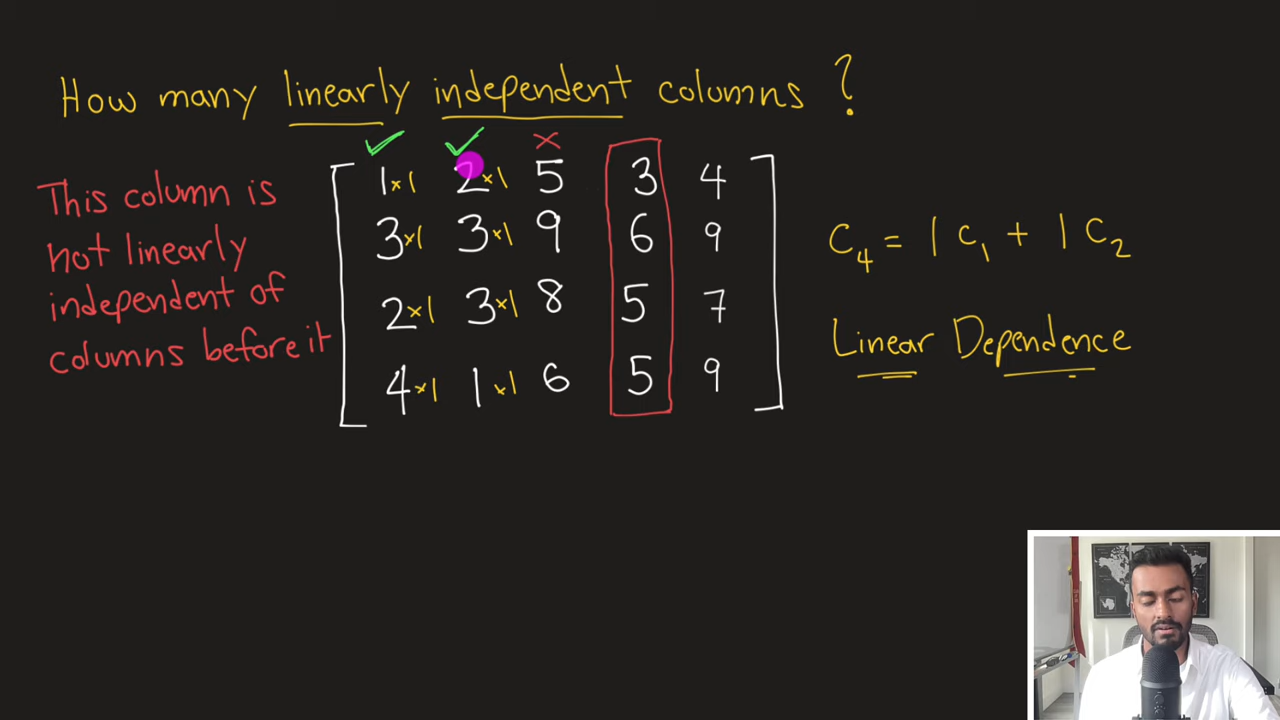 How many linearly independent columns ?
This column is
not linearly
independent of
columns before it
1×1 2×1 5 3 4
3×1 3×1 9 6 9
2×1 3×1 8 5 7
4×1 1×1 6 5 9
C4 = 1 C1 + 1 C2
Linear Dependence